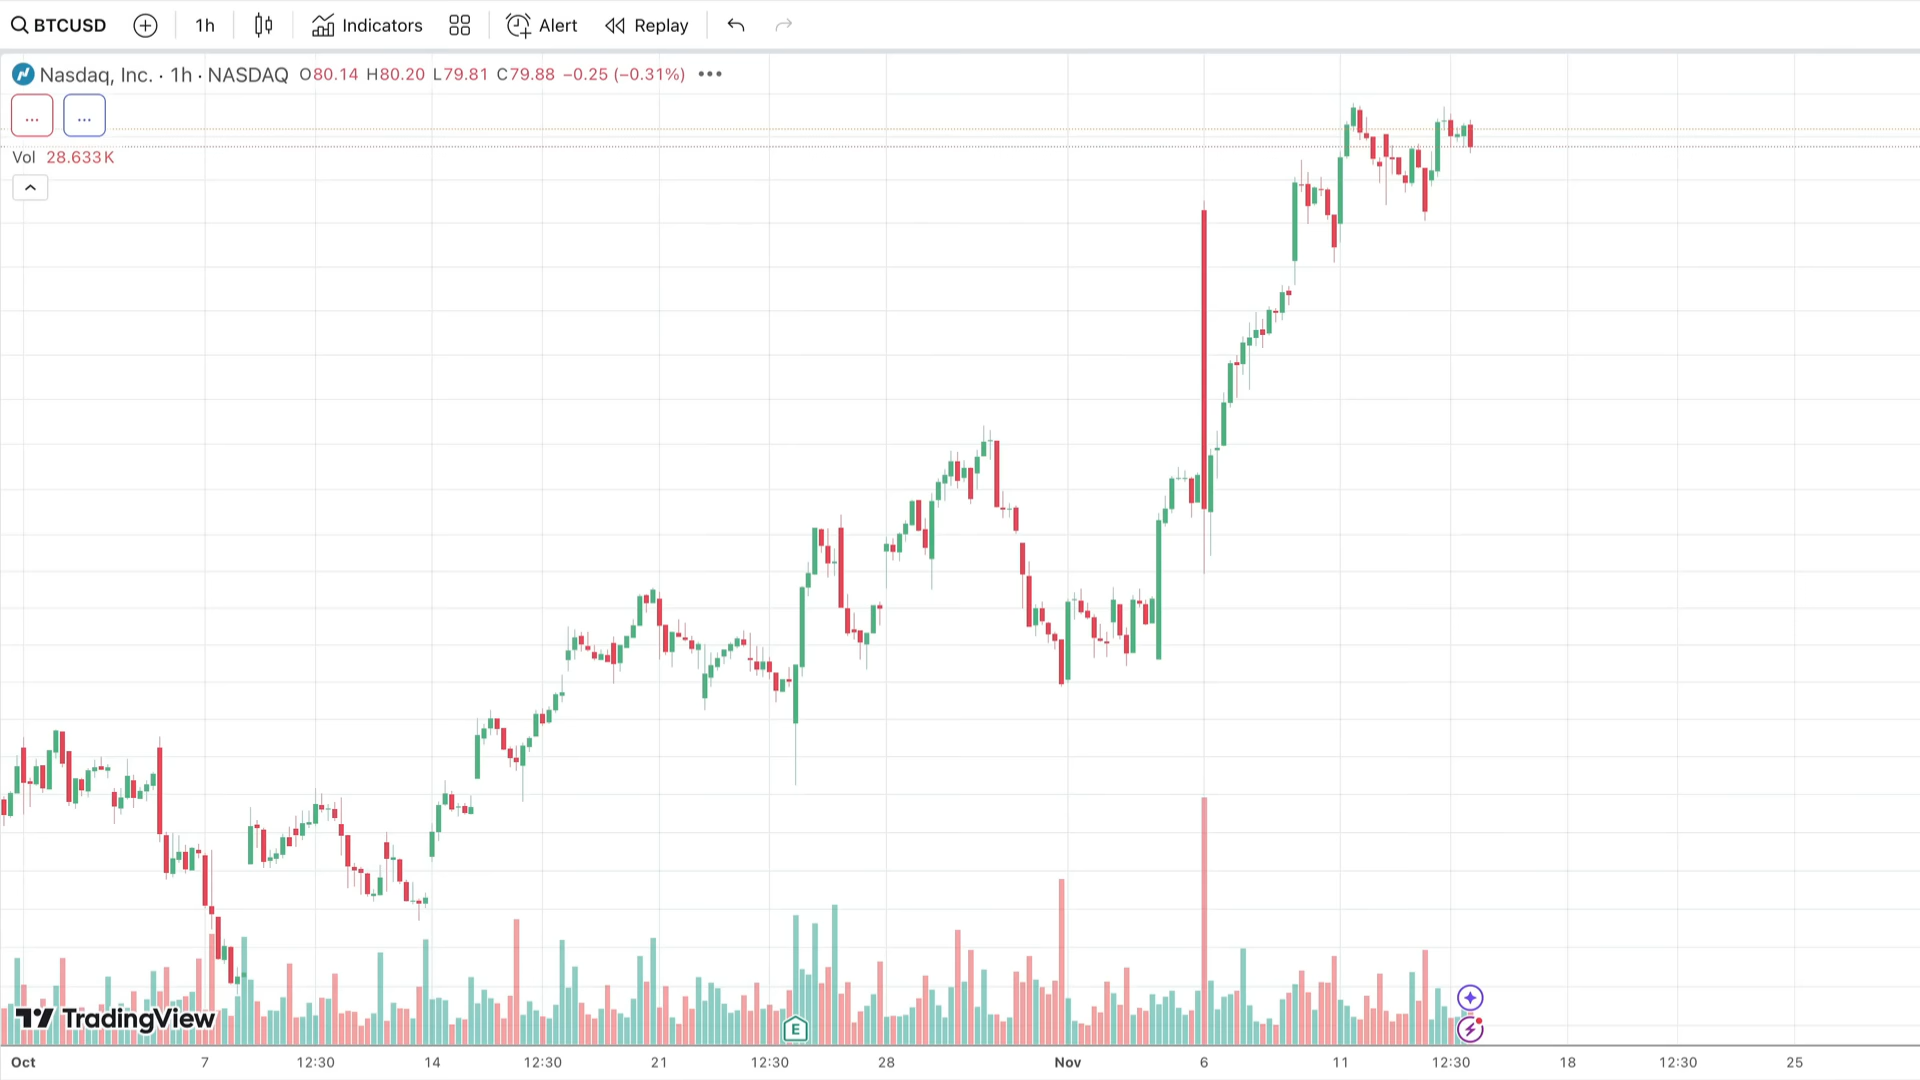 BTCUSD 1h Indicators Alert Replay
Nasdaq, Inc. · 1h · NASDAQ O80.14 H80.20 L79.81 C79.88 −0.25 (−0.31%) •••
... ...
Vol 28.633K
E
TradingView
Oct 7 12:30 14 12:30 21 12:30 28 Nov 6 11 12:30 18 12:30 25